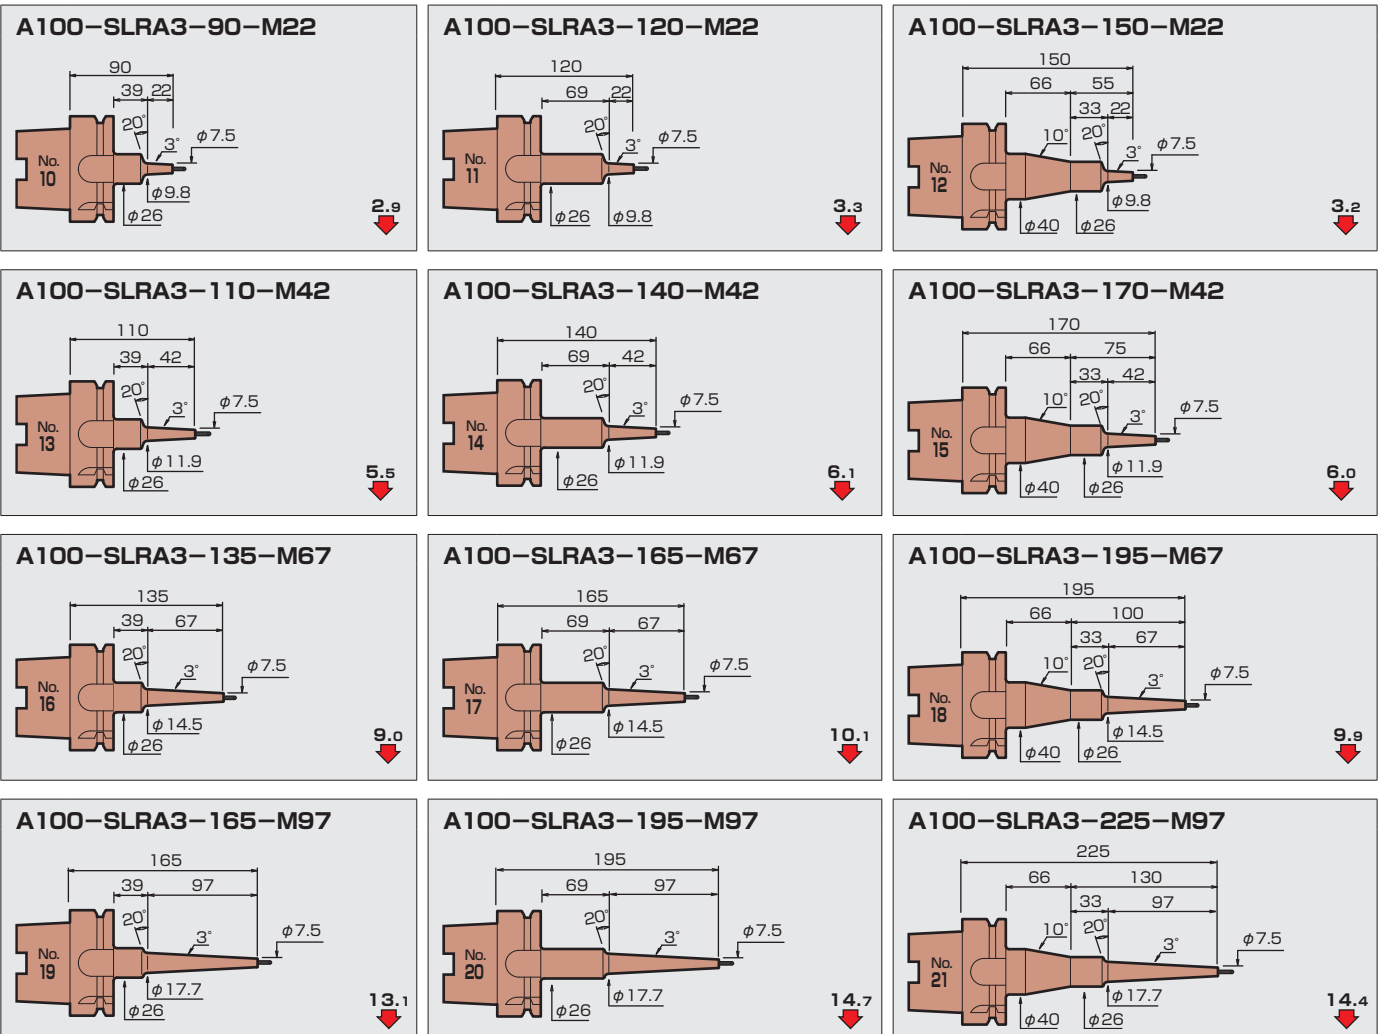 A100−SLRA3−90−M22
90
39 22
20° 3° φ7.5
No.
10
φ9.8
φ26
2.9
A100−SLRA3−120−M22
120
69 22
20° 3° φ7.5
No.
11
φ26 φ9.8
3.3
A100−SLRA3−150−M22
150
66 55
33 22
10° 20° 3° φ7.5
No.
12
φ9.8
φ40 φ26
3.2
A100−SLRA3−110−M42
110
39 42
20° 3° φ7.5
No.
13
φ11.9
φ26
5.5
A100−SLRA3−140−M42
140
69 42
20° 3° φ7.5
No.
14
φ11.9
φ26
6.1
A100−SLRA3−170−M42
170
66 75
33 42
10° 20° 3° φ7.5
No.
15
φ11.9
φ40 φ26
6.0
A100−SLRA3−135−M67
135
39 67
20° 3° φ7.5
No.
16
φ14.5
φ26
9.0
A100−SLRA3−165−M67
165
69 67
20° 3° φ7.5
No.
17
φ14.5
φ26
10.1
A100−SLRA3−195−M67
195
66 100
33 67
10° 20° 3° φ7.5
No.
18
φ14.5
φ40 φ26
9.9
A100−SLRA3−165−M97
165
39 97
20° 3° φ7.5
No.
19
φ17.7
φ26
13.1
A100−SLRA3−195−M97
195
69 97
20° 3° φ7.5
No.
20
φ17.7
φ26
14.7
A100−SLRA3−225−M97
225
66 130
33 97
10° 20° 3° φ7.5
No.
21
φ17.7
φ40 φ26
14.4